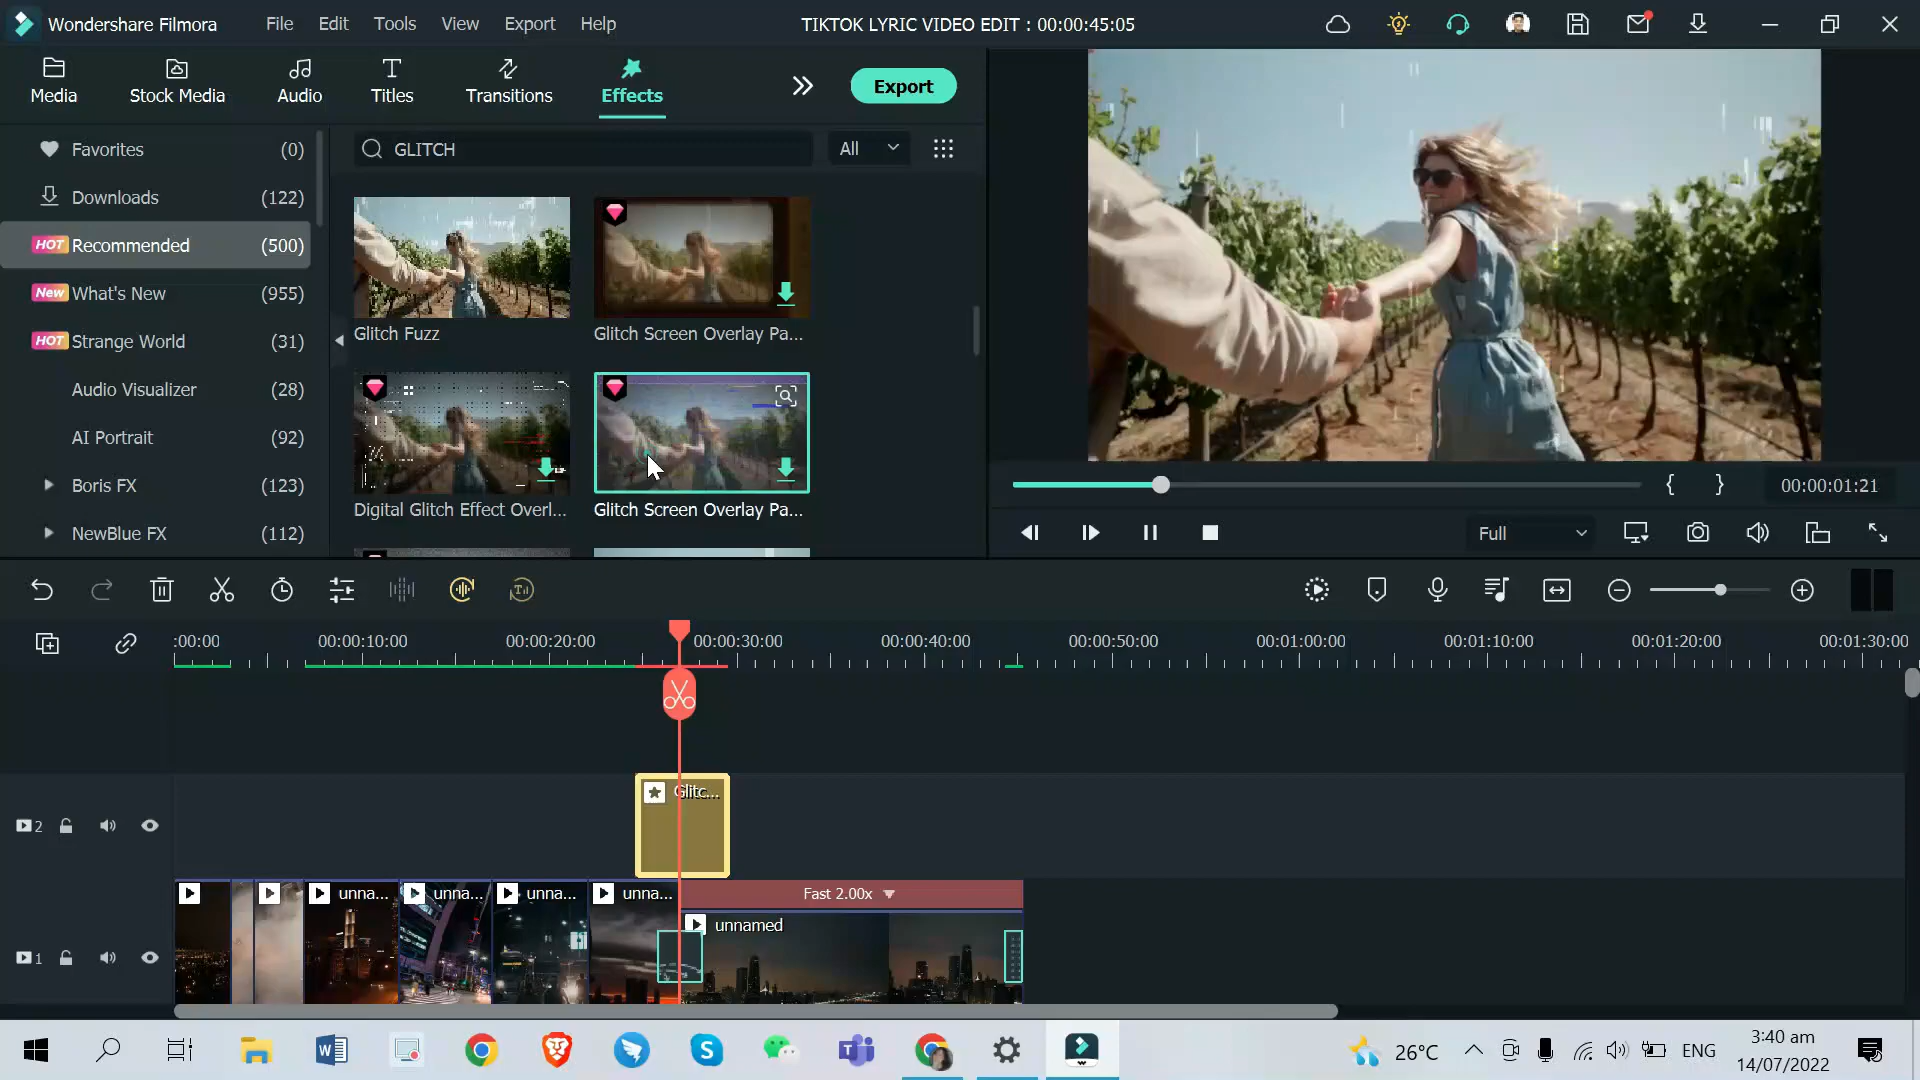 Wondershare Filmora
File Edit Tools View Export Help
TIKTOK LYRIC VIDEO EDIT : 00:00:45:05
Media
Stock Media
Audio
Titles
Transitions
Effects
Export
Favorites (0)
Downloads (122)
HOT Recommended (500)
New What's New (955)
HOT Strange World (31)
Audio Visualizer (28)
AI Portrait (92)
Boris FX (123)
NewBlue FX (112)
GLITCH
All
Glitch Fuzz
Glitch Screen Overlay Pa...
Digital Glitch Effect Overl...
Glitch Screen Overlay Pa...
00:00:01:21
Full
:00:00 00:00:10:00 00:00:20:00 00:00:30:00 00:00:40:00 00:00:50:00 00:01:00:00 00:01:10:00 00:01:20:00 00:01:30:00
Glitc...
2
unna... unna... unna... unna...
Fast 2.00x
unnamed
1
26°C
ENG
3:40 am
14/07/2022